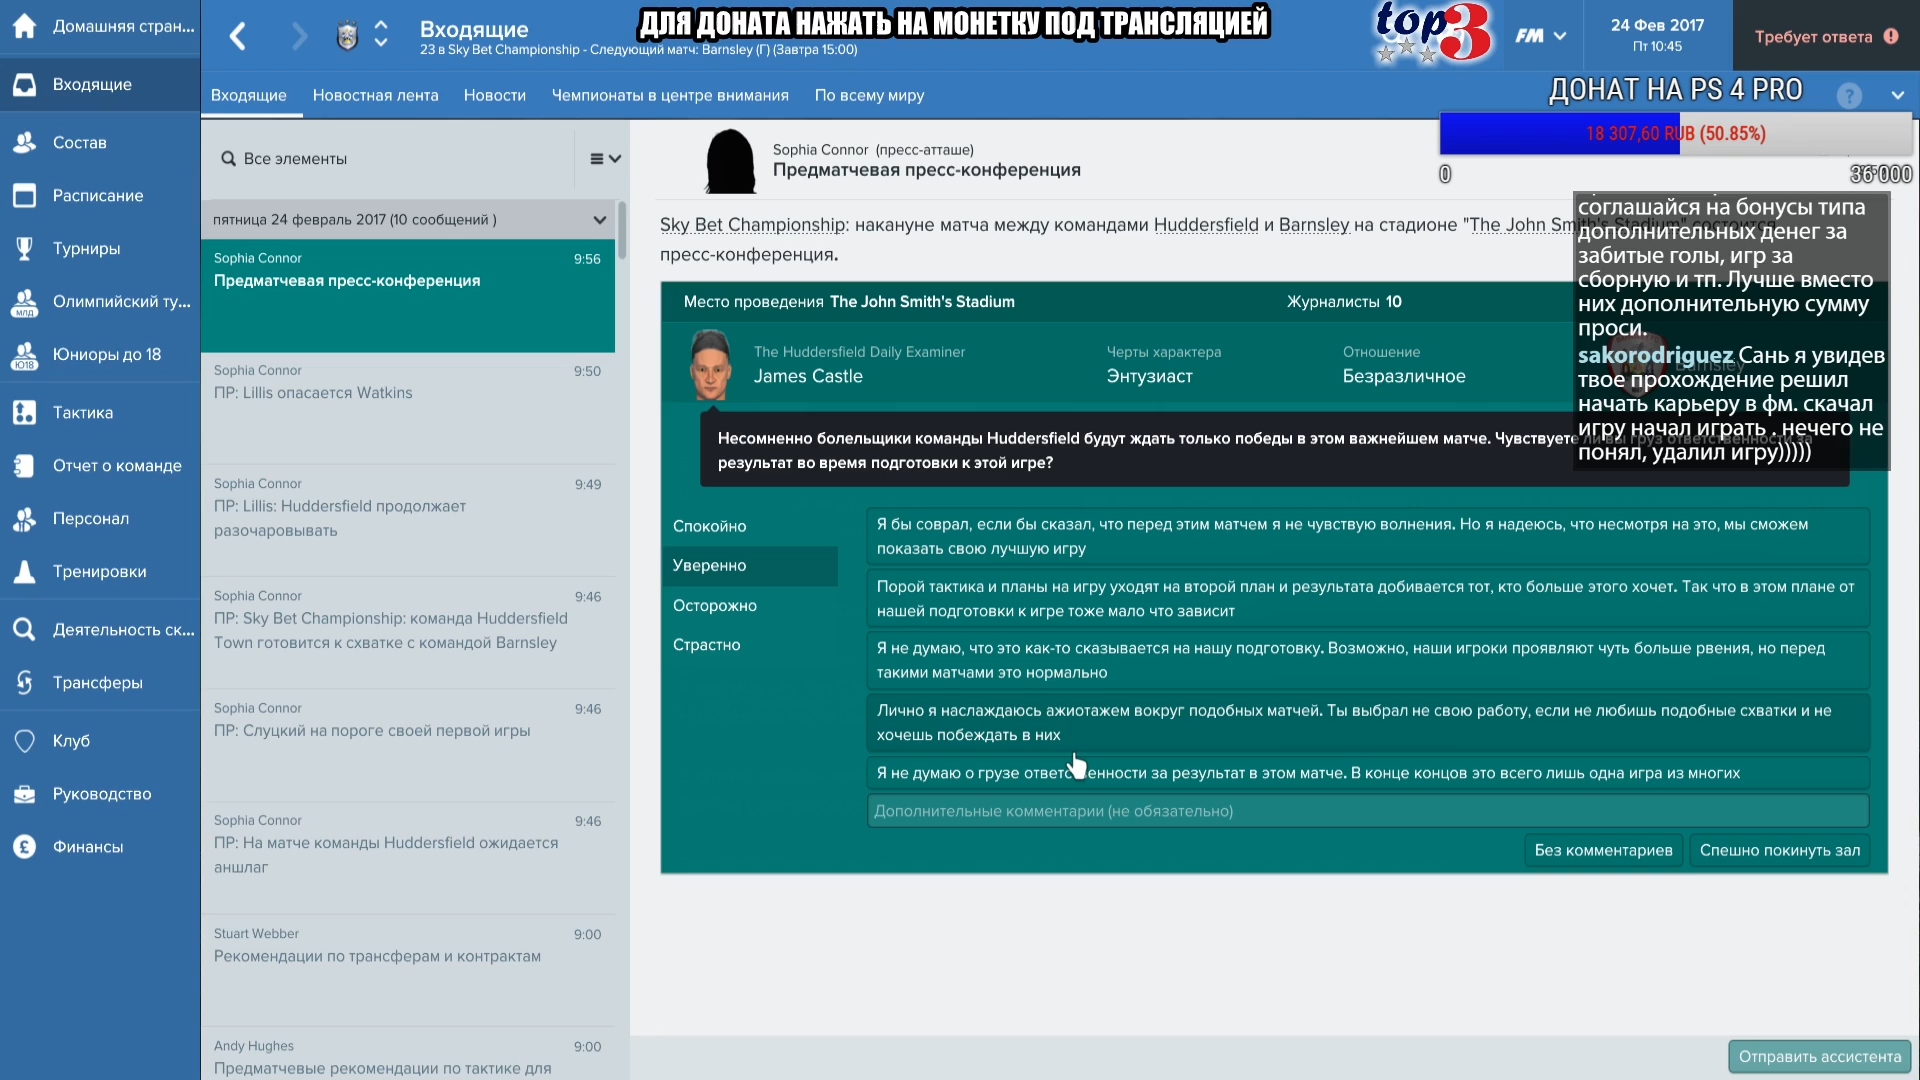 Домашняя стран...
Входящие
Состав
Расписание
Турниры
Олимпийский ту...
Юниоры до 18
Тактика
Отчет о команде
Персонал
Тренировки
Деятельность ск...
Трансферы
Клуб
Руководство
Финансы
МЛД
Ю18
Входящие
23 в Sky Bet Championship - Следующий матч: Barnsley (Г) (Завтра 15:00)
ДЛЯ ДОНАТА НАЖАТЬ НА МОНЕТКУ ПОД ТРАНСЛЯЦИЕЙ
top 3
FM
24 Фев 2017
Пт 10:45
Требует ответа
Входящие Новостная лента Новости Чемпионаты в центре внимания По всему миру
ДОНАТ НА PS 4 PRO
18 307,60 RUB (50.85%)
0
36 000
Все элементы
пятница 24 февраль 2017 (10 сообщений )
Sophia Connor 9:56
Предматчевая пресс-конференция
Sophia Connor 9:50
ПР: Lillis опасается Watkins
Sophia Connor 9:49
ПР: Lillis: Huddersfield продолжает
разочаровывать
Sophia Connor 9:46
ПР: Sky Bet Championship: команда Huddersfield
Town готовится к схватке с командой Barnsley
Sophia Connor 9:46
ПР: Слуцкий на пороге своей первой игры
Sophia Connor 9:46
ПР: На матче команды Huddersfield ожидается
аншлаг
Stuart Webber 9:00
Рекомендации по трансферам и контрактам
Andy Hughes 9:00
Предматчевые рекомендации по тактике для
Sophia Connor (пресс-атташе)
Предматчевая пресс-конференция
Sky Bet Championship: накануне матча между командами Huddersfield и Barnsley на стадионе "The John Smith's Stadium" состоится
пресс-конференция.
Место проведения The John Smith's Stadium
Журналисты 10
The Huddersfield Daily Examiner
James Castle
Черты характера
Энтузиаст
Отношение
Безразличное
Barnsley
Несомненно болельщики команды Huddersfield будут ждать только победы в этом важнейшем матче. Чувствуете ли вы груз ответственности за
результат во время подготовки к этой игре?
Спокойно
Уверенно
Осторожно
Страстно
Я бы соврал, если бы сказал, что перед этим матчем я не чувствую волнения. Но я надеюсь, что несмотря на это, мы сможем
показать свою лучшую игру
Порой тактика и планы на игру уходят на второй план и результата добивается тот, кто больше этого хочет. Так что в этом плане от
нашей подготовки к игре тоже мало что зависит
Я не думаю, что это как-то сказывается на нашу подготовку. Возможно, наши игроки проявляют чуть больше рвения, но перед
такими матчами это нормально
Лично я наслаждаюсь ажиотажем вокруг подобных матчей. Ты выбрал не свою работу, если не любишь подобные схватки и не
хочешь побеждать в них
Я не думаю о грузе ответственности за результат в этом матче. В конце концов это всего лишь одна игра из многих
Дополнительные комментарии (не обязательно)
Без комментариев
Спешно покинуть зал
Отправить ассистента
соглашайся на бонусы типа
дополнительных денег за
забитые голы, игр за
сборную и тп. Лучше вместо
них дополнительную сумму
проси.
sakorodriguez Сань я увидев
твое прохождение решил
начать карьеру в фм. скачал
игру начал играть . нечего не
понял, удалил игру)))))